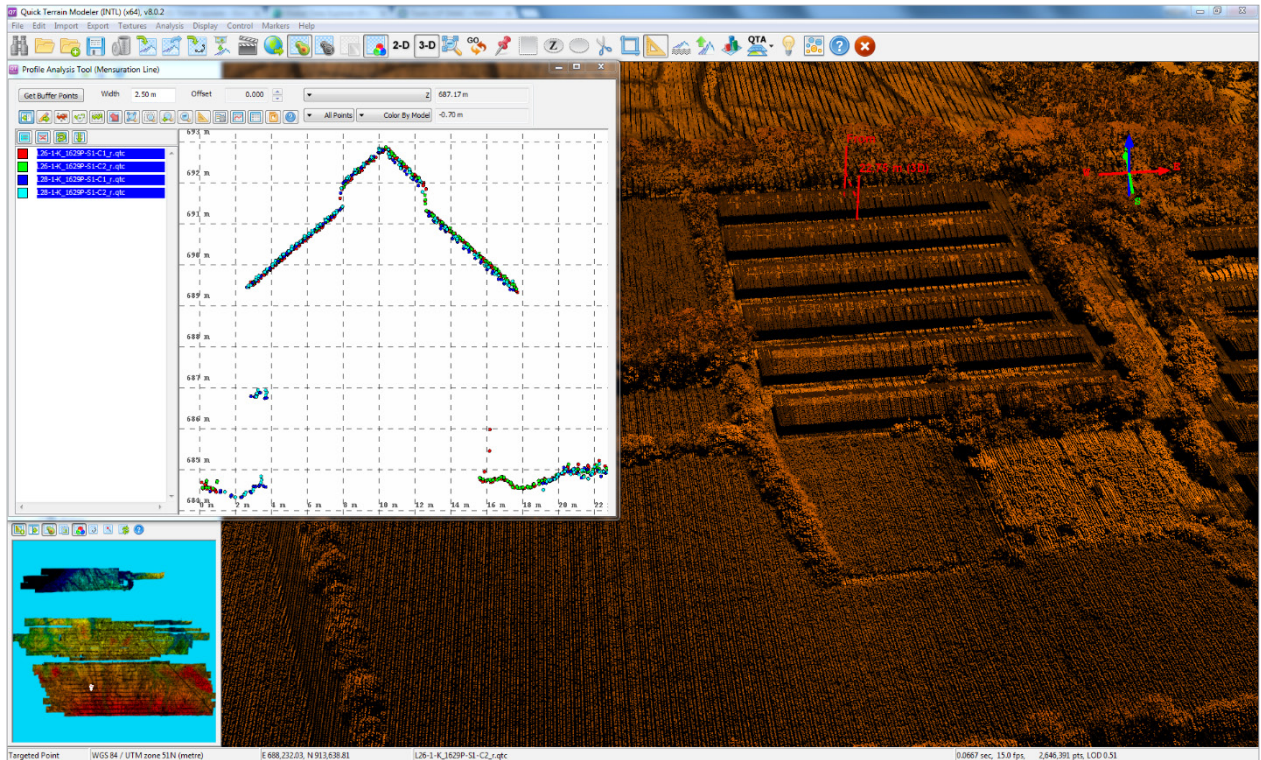 Quick Terrain Modeler (INTL) (x64), v8.0.2
File Edit Import Export Textures Analysis Display Control Markers Help
2-D 3-D GO Z QTA
Profile Analysis Tool (Mensuration Line)
Get Buffer Points Width 2.50 m Offset 0.000 Z 687.17 m
All Points Color By Model -0.70 m
L26-1-K_1629P-S1-C1_r.qtc
L26-1-K_1629P-S1-C2_r.qtc
L28-1-K_1629P-S1-C1_r.qtc
L28-1-K_1629P-S1-C2_r.qtc
693 m
692 m
691 m
690 m
689 m
688 m
687 m
686 m
685 m
684 m
0 m 2 m 4 m 6 m 8 m 10 m 12 m 14 m 16 m 18 m 20 m 22
S
Targeted Point WGS 84 / UTM zone 51N (metre) E 688,232.03, N 913,638.81 L26-1-K_1629P-S1-C2_r.qtc 0.0667 sec, 15.0 fps, 2,646,391 pts, LOD 0.51